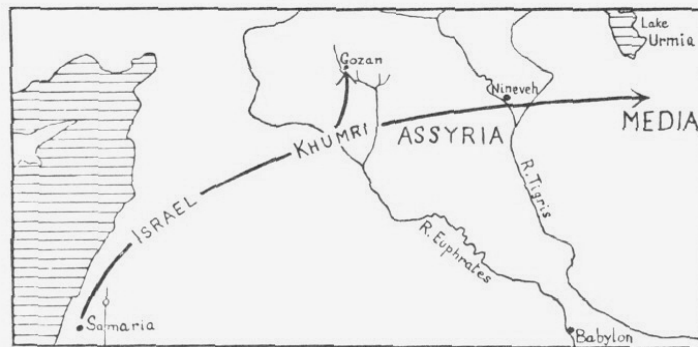 Lake
Urmia
Gozan
Nineveh
KHUMRI
ASSYRIA
MEDIA
R.Tigris
ISRAEL
R.Euphrates
Samaria
Babylon